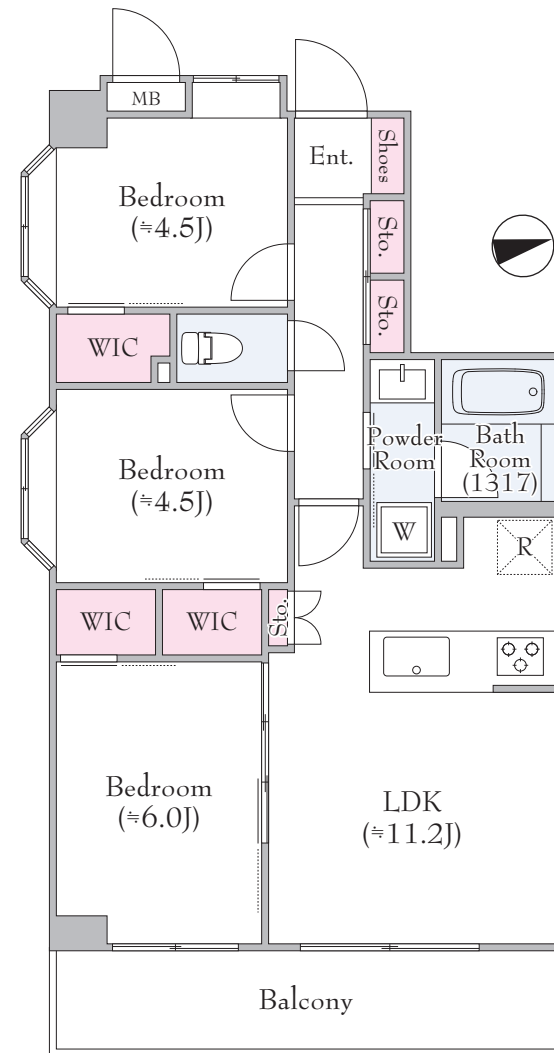 MB
Ent.
Shoes
Bedroom
(≒4.5J)
Sto.
Sto.
WIC
Bedroom
(≒4.5J)
Powder
Room
Bath
Room
(1317)
W
R
WIC
WIC
Sto.
Bedroom
(≒6.0J)
LDK
(≒11.2J)
Balcony